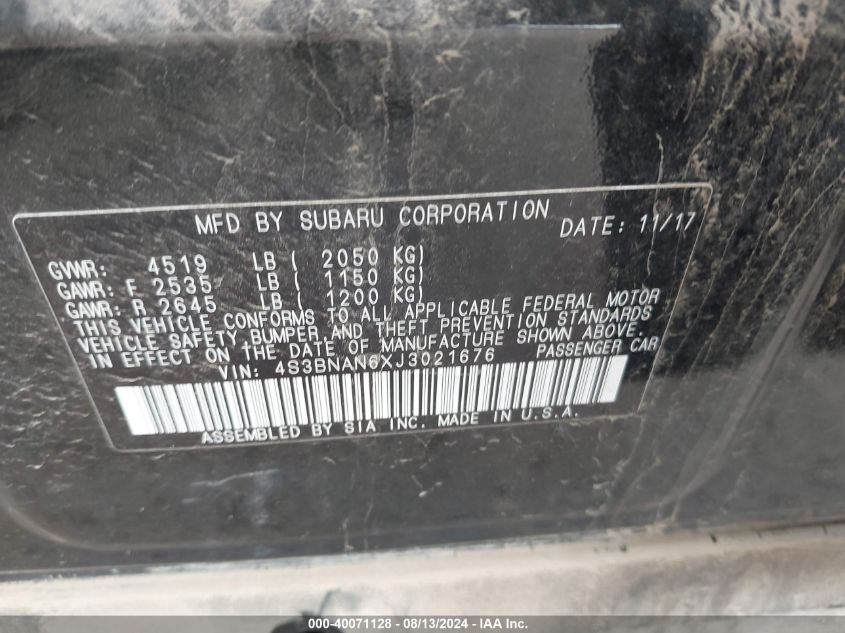 MFD BY SUBARU CORPORATION DATE: 11/17
GVWR: 4519 LB ( 2050 KG)
GAWR: F 2535 LB ( 1150 KG)
GAWR: R 2645 LB ( 1200 KG)
THIS VEHICLE CONFORMS TO ALL APPLICABLE FEDERAL MOTOR
VEHICLE SAFETY, BUMPER, AND THEFT PREVENTION STANDARDS
IN EFFECT ON THE DATE OF MANUFACTURE SHOWN ABOVE.
VIN: 4S3BNAN6XJ3021676 PASSENGER CAR
ASSEMBLED BY SIA INC. MADE IN U.S.A.
000-40071128 - 08/13/2024 - IAA Inc.